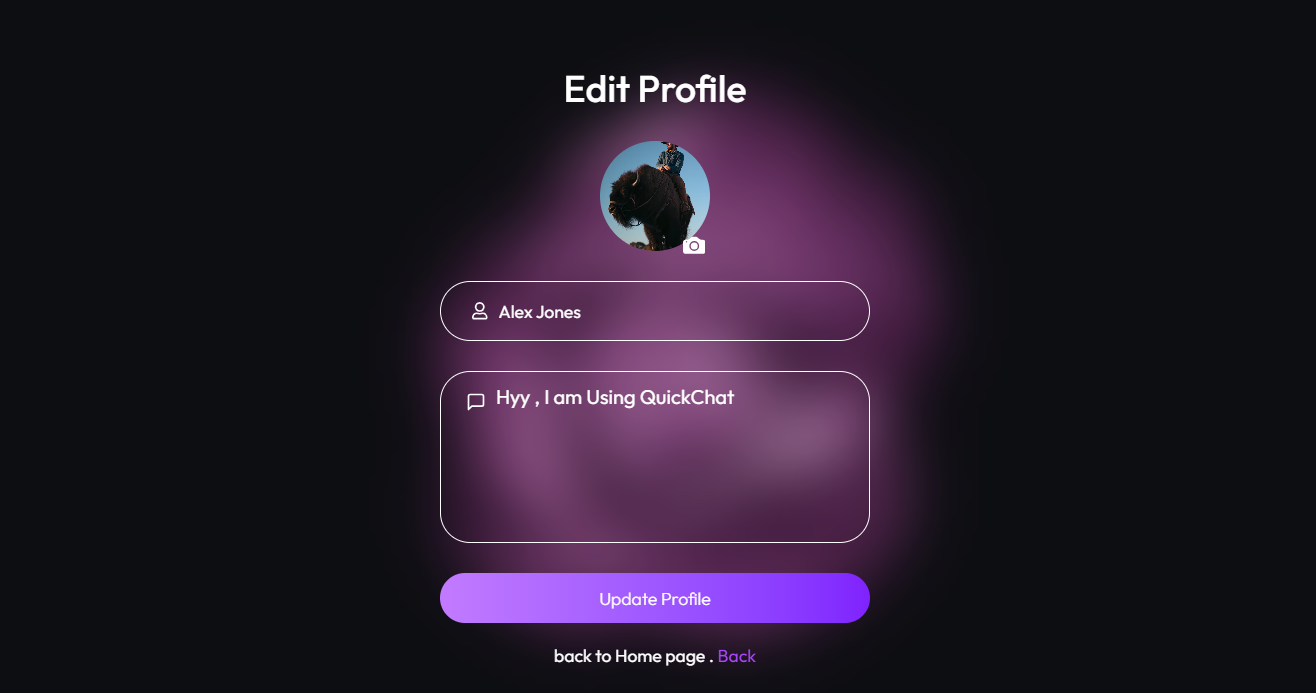 Edit Profile
Alex Jones
Hyy , I am Using QuickChat
Update Profile
back to Home page . Back